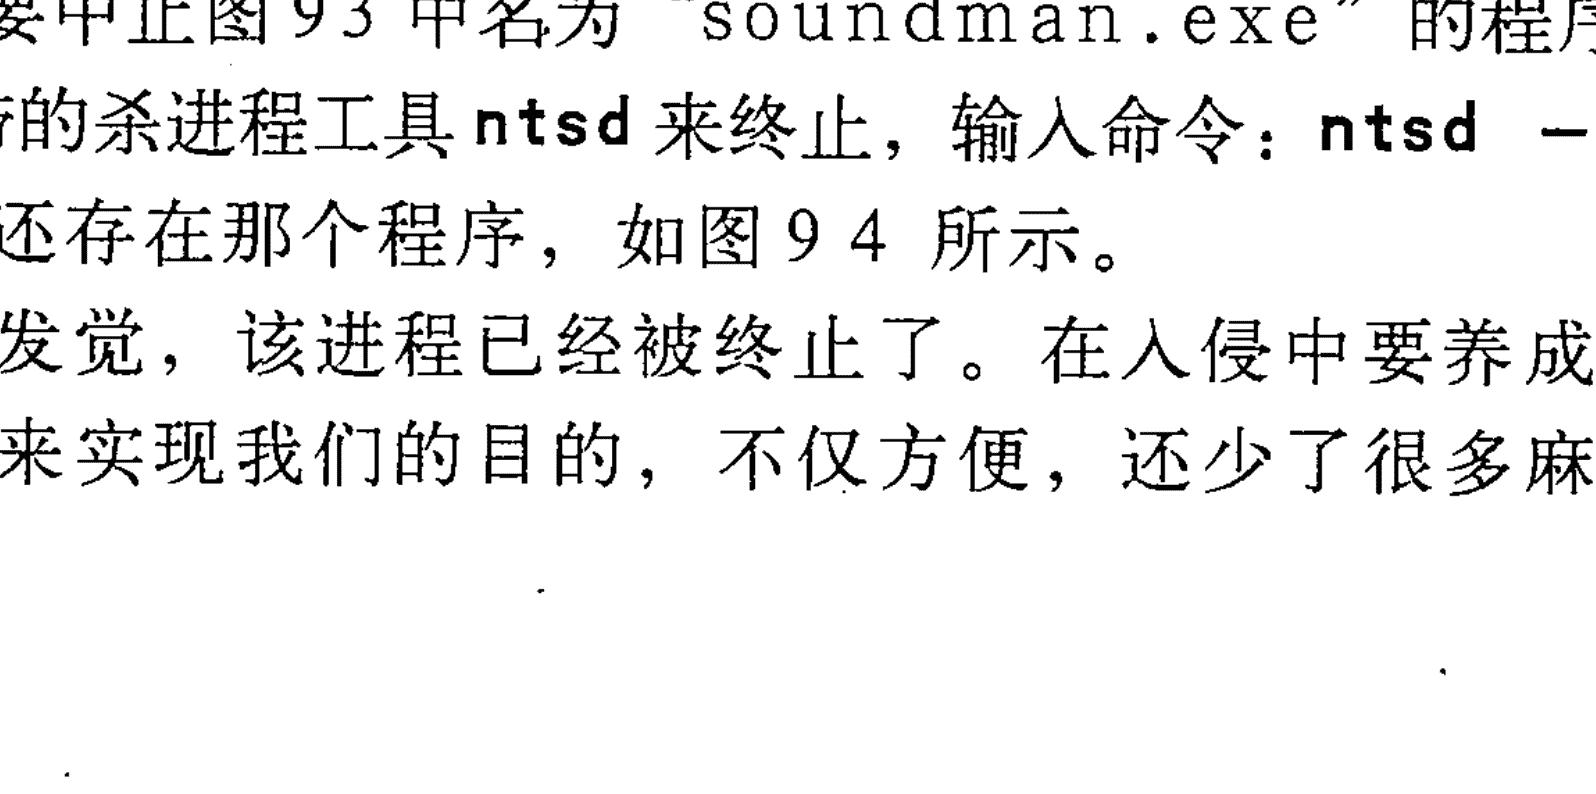 要中止图93中名为“soundman.exe”的程序
的杀进程工具ntsd来终止，输入命令：ntsd －
还存在那个程序，如图94 所示。
发觉，该进程已经被终止了。在入侵中要养成
来实现我们的目的，不仅方便，还少了很多麻